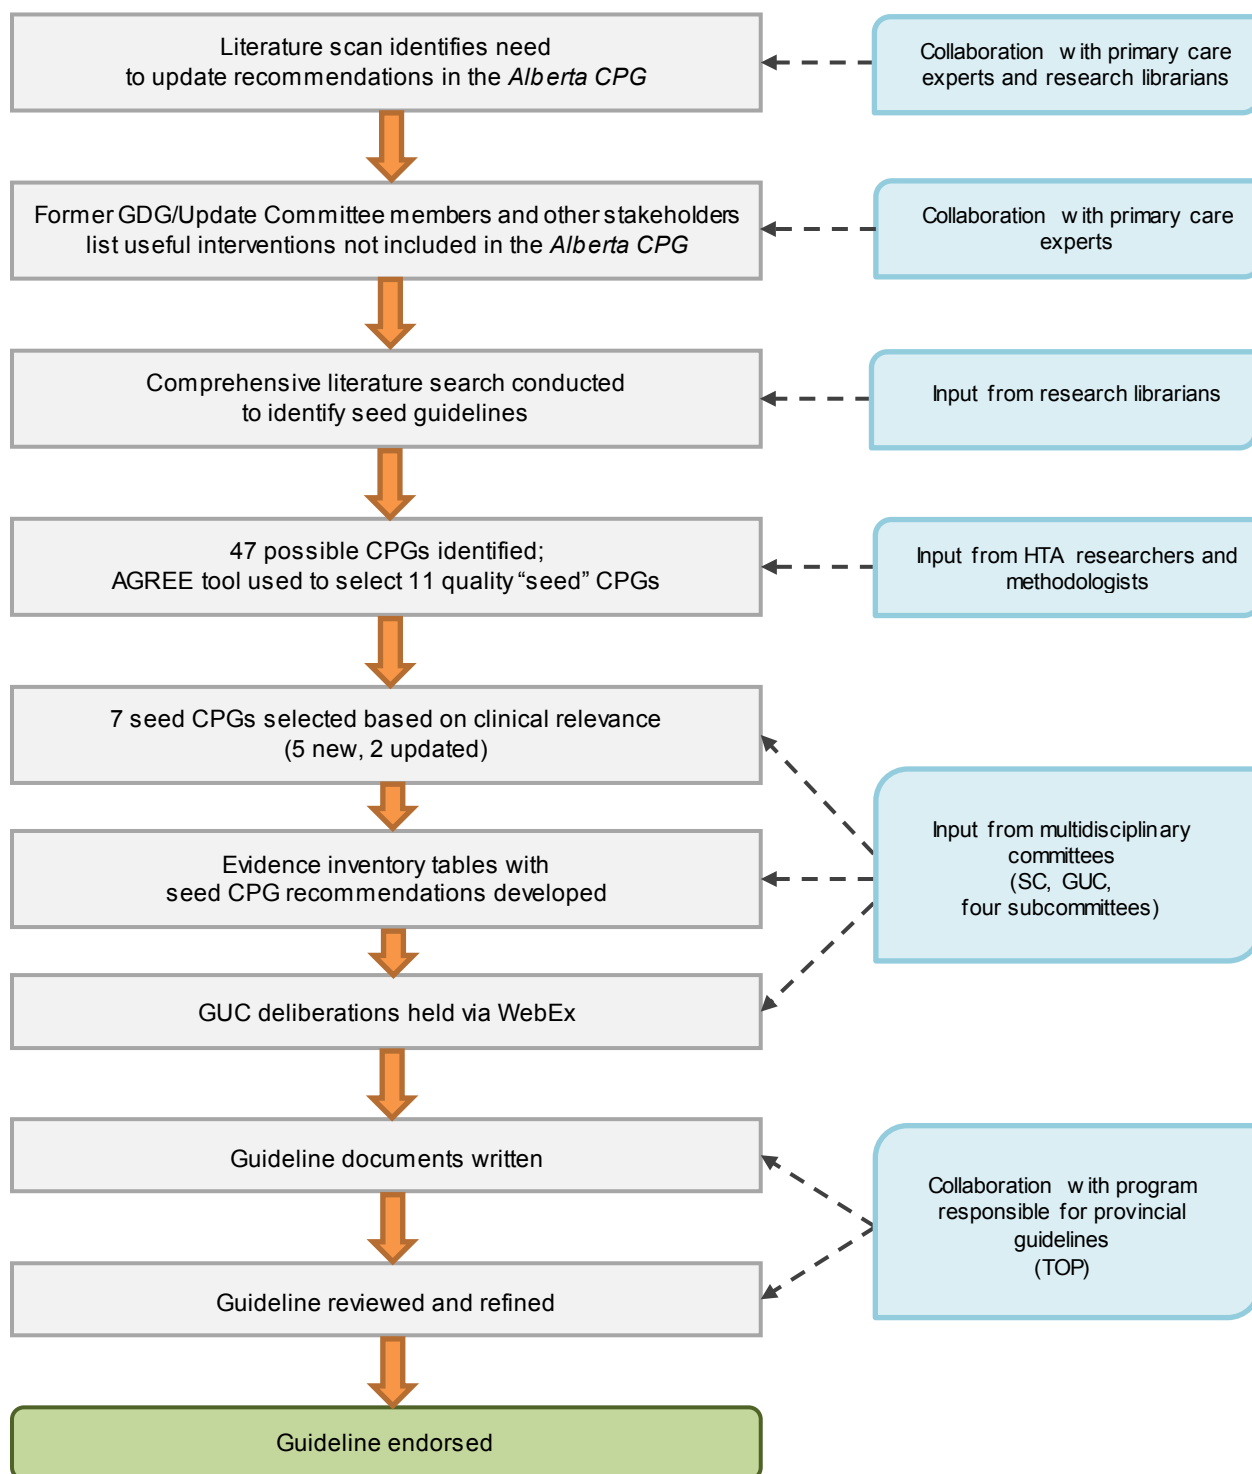 Literature scan identifies need
to update recommendations in the Alberta CPG
Collaboration with primary care
experts and research librarians
Former GDG/Update Committee members and other stakeholders
list useful interventions not included in the Alberta CPG
Collaboration with primary care
experts
Comprehensive literature search conducted
to identify seed guidelines
Input from research librarians
47 possible CPGs identified;
AGREE tool used to select 11 quality “seed” CPGs
Input from HTA researchers and
methodologists
7 seed CPGs selected based on clinical relevance
(5 new, 2 updated)
Evidence inventory tables with
seed CPG recommendations developed
GUC deliberations held via WebEx
Input from multidisciplinary
committees
(SC, GUC,
four subcommittees)
Guideline documents written
Guideline reviewed and refined
Collaboration with program
responsible for provincial
guidelines
(TOP)
Guideline endorsed